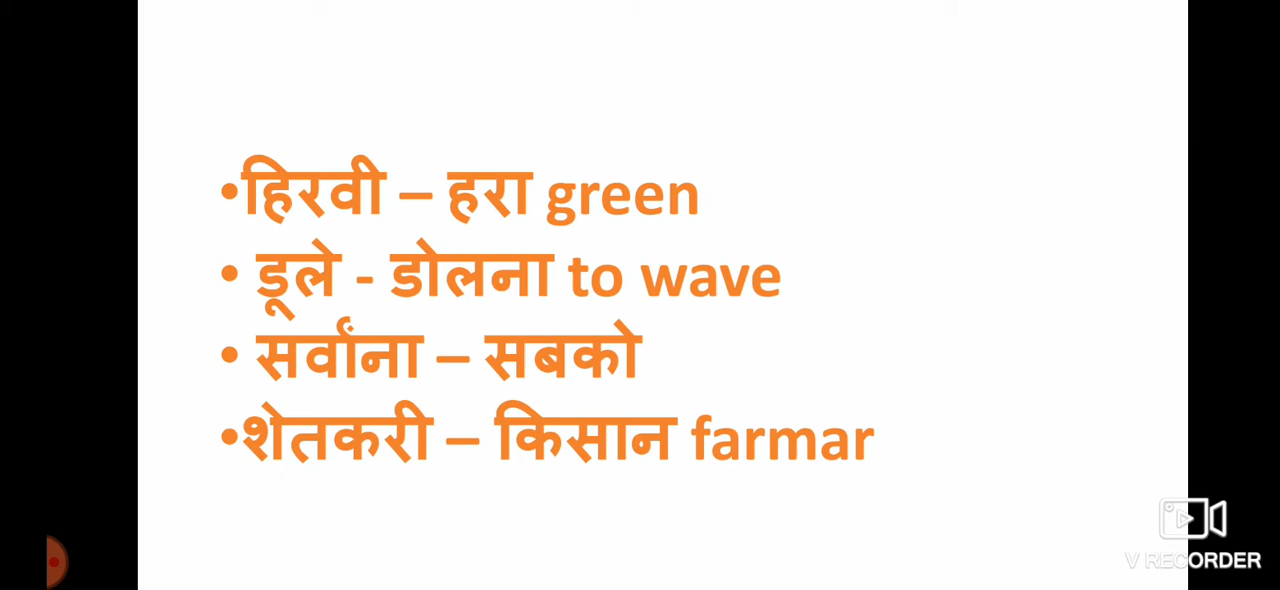 •हिरवी – हरा green
• डूले - डोलना to wave
• सर्वांना – सबको
•शेतकरी – किसान farmar
V RECORDER